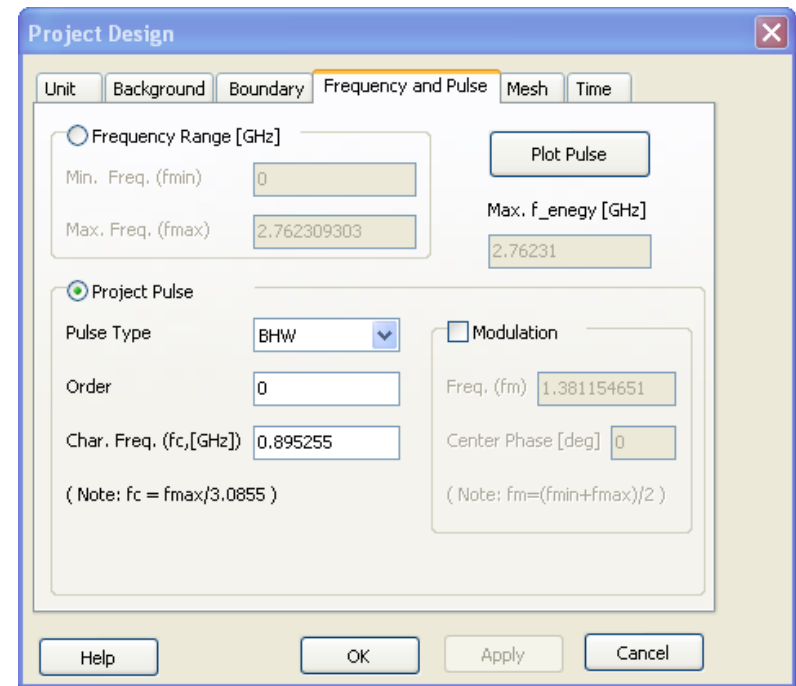 Project Design
Unit Background Boundary Frequency and Pulse Mesh Time
Frequency Range [GHz]
Min. Freq. (fmin) 0
Max. Freq. (fmax) 2.762309303
Plot Pulse
Max. f_enegy [GHz]
2.76231
Project Pulse
Pulse Type BHW
Order 0
Char. Freq. (fc,[GHz]) 0.895255
( Note: fc = fmax/3.0855 )
Modulation
Freq. (fm) 1.381154651
Center Phase [deg] 0
( Note: fm=(fmin+fmax)/2 )
Help OK Apply Cancel